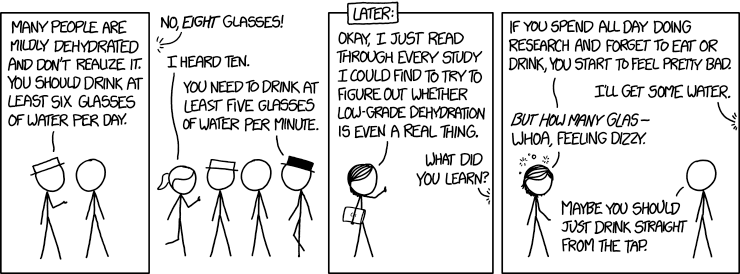 MANY PEOPLE ARE
MILDLY DEHYDRATED
AND DON'T REALIZE IT.
YOU SHOULD DRINK AT
LEAST SIX GLASSES
OF WATER PER DAY.
NO, EIGHT GLASSES!
I HEARD TEN.
YOU NEED TO DRINK AT
LEAST FIVE GLASSES
OF WATER PER MINUTE.
LATER:
OKAY, I JUST READ
THROUGH EVERY STUDY
I COULD FIND TO TRY TO
FIGURE OUT WHETHER
LOW-GRADE DEHYDRATION
IS EVEN A REAL THING.
WHAT DID
YOU LEARN?
IF YOU SPEND ALL DAY DOING
RESEARCH AND FORGET TO EAT OR
DRINK, YOU START TO FEEL PRETTY BAD.
I'LL GET SOME WATER.
BUT HOW MANY GLAS—
WHOA, FEELING DIZZY.
MAYBE YOU SHOULD
JUST DRINK STRAIGHT
FROM THE TAP.